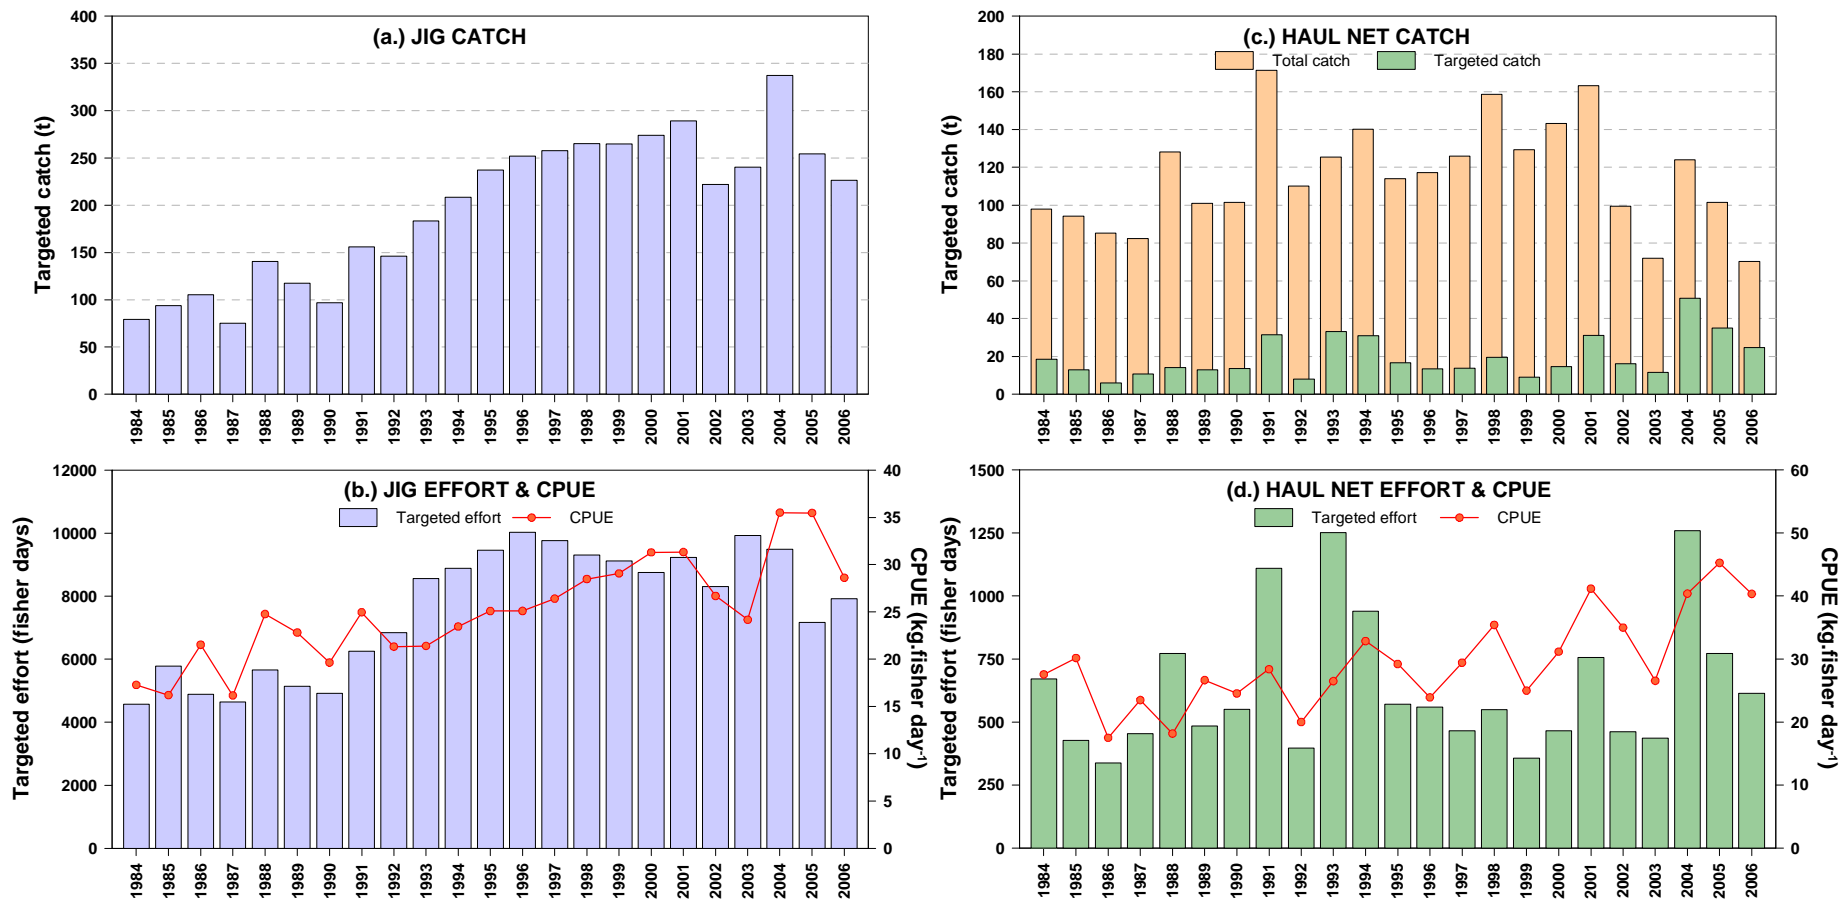 (a.) JIG CATCH
Targeted catch (t)
400
350
300
250
200
150
100
50
0
1984 1985 1986 1987 1988 1989 1990 1991 1992 1993 1994 1995 1996 1997 1998 1999 2000 2001 2002 2003 2004 2005 2006
(c.) HAUL NET CATCH
Total catch Targeted catch
Targeted catch (t)
200
180
160
140
120
100
80
60
40
20
0
1984 1985 1986 1987 1988 1989 1990 1991 1992 1993 1994 1995 1996 1997 1998 1999 2000 2001 2002 2003 2004 2005 2006
(b.) JIG EFFORT & CPUE
Targeted effort CPUE
Targeted effort (fisher days)
12000
10000
8000
6000
4000
2000
0
CPUE (kg.fisher day⁻¹)
40
35
30
25
20
15
10
5
0
1984 1985 1986 1987 1988 1989 1990 1991 1992 1993 1994 1995 1996 1997 1998 1999 2000 2001 2002 2003 2004 2005 2006
(d.) HAUL NET EFFORT & CPUE
Targeted effort CPUE
Targeted effort (fisher days)
1500
1250
1000
750
500
250
0
CPUE (kg.fisher day⁻¹)
60
50
40
30
20
10
0
1984 1985 1986 1987 1988 1989 1990 1991 1992 1993 1994 1995 1996 1997 1998 1999 2000 2001 2002 2003 2004 2005 2006